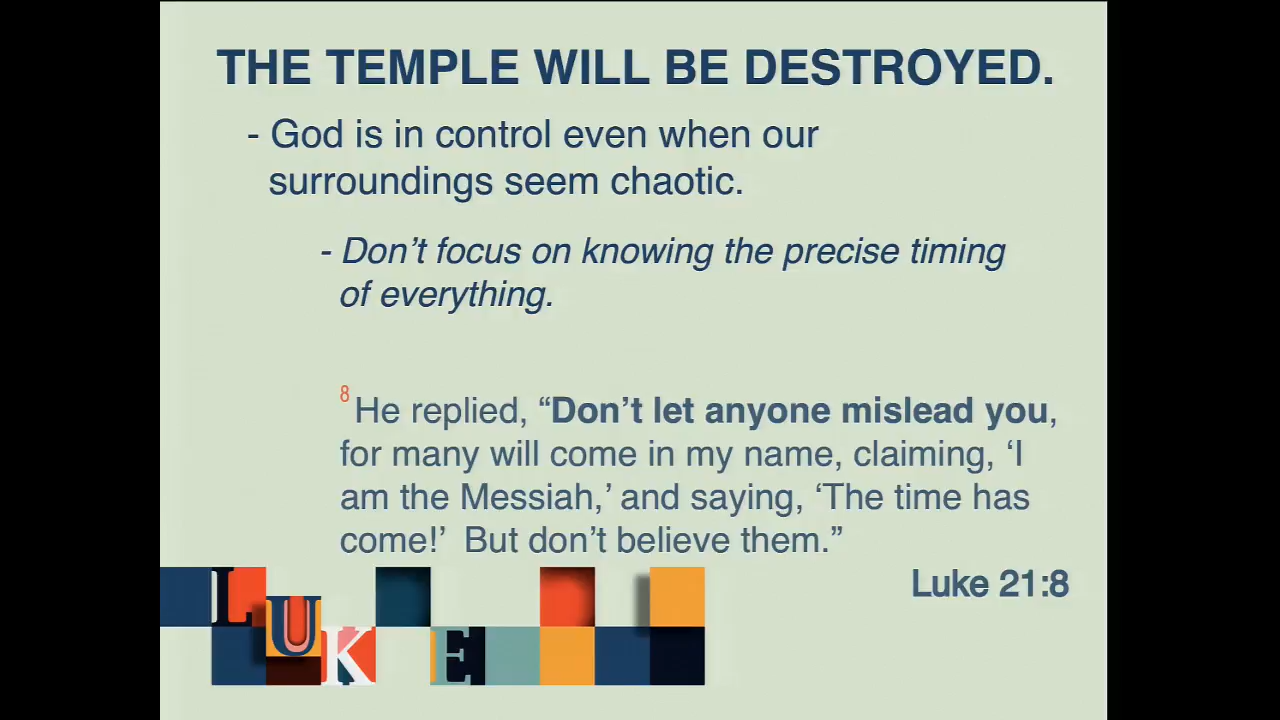 THE TEMPLE WILL BE DESTROYED.
- God is in control even when our
surroundings seem chaotic.
- Don’t focus on knowing the precise timing
of everything.
8 He replied, “Don’t let anyone mislead you,
for many will come in my name, claiming, ‘I
am the Messiah,’ and saying, ‘The time has
come!’ But don’t believe them.”
Luke 21:8
LUKE